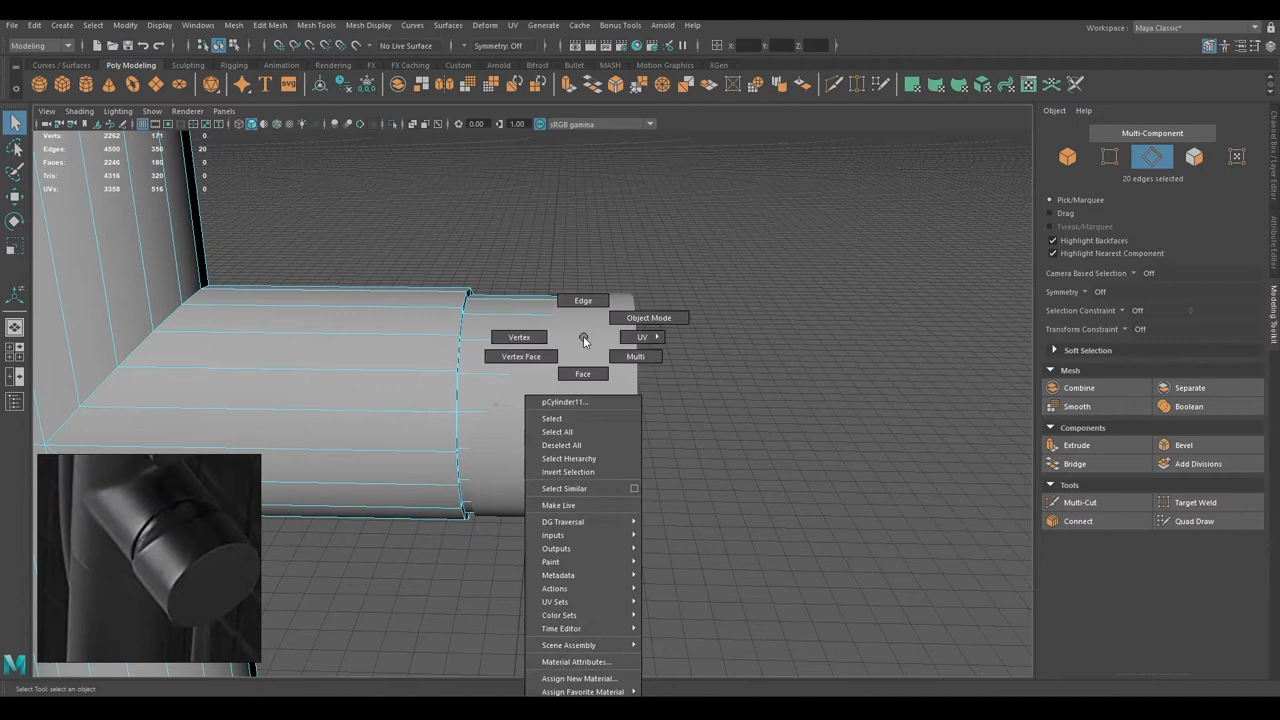 File Edit Create Select Modify Display Windows Mesh Edit Mesh Mesh Tools Mesh Display Curves Surfaces Deform UV Generate Cache Bonus Tools Arnold Help
Workspace : Maya Classic*
Modeling No Live Surface Symmetry: Off X: Y: Z:
Curves / Surfaces Poly Modeling Sculpting Rigging Animation Rendering FX FX Caching Custom Arnold Bifrost Bullet MASH Motion Graphics XGen
View Shading Lighting Show Renderer Panels
0.00 1.00 sRGB gamma
Verts: 2262 171 0
Edges: 4500 350 20
Faces: 2246 180 0
Tris: 4316 320 0
UVs: 3358 516 0
Edge
Object Mode
Vertex UV
Vertex Face Multi
Face
pCylinder11...
Select
Select All
Deselect All
Select Hierarchy
Invert Selection
Select Similar
Make Live
DG Traversal
Inputs
Outputs
Paint
Metadata
Actions
UV Sets
Color Sets
Time Editor
Scene Assembly
Material Attributes...
Assign New Material...
Assign Favorite Material
Object Help
Multi-Component
20 edges selected
Pick/Marquee
Drag
Tweak/Marquee
Highlight Backfaces
Highlight Nearest Component
Camera Based Selection Off
Symmetry Off
Selection Constraint Off
Transform Constraint Off
Soft Selection
Mesh
Combine Separate
Smooth Boolean
Components
Extrude Bevel
Bridge Add Divisions
Tools
Multi-Cut Target Weld
Connect Quad Draw
Channel Box / Layer Editor
Attribute Editor
Modeling Toolkit
Select Tool: select an object